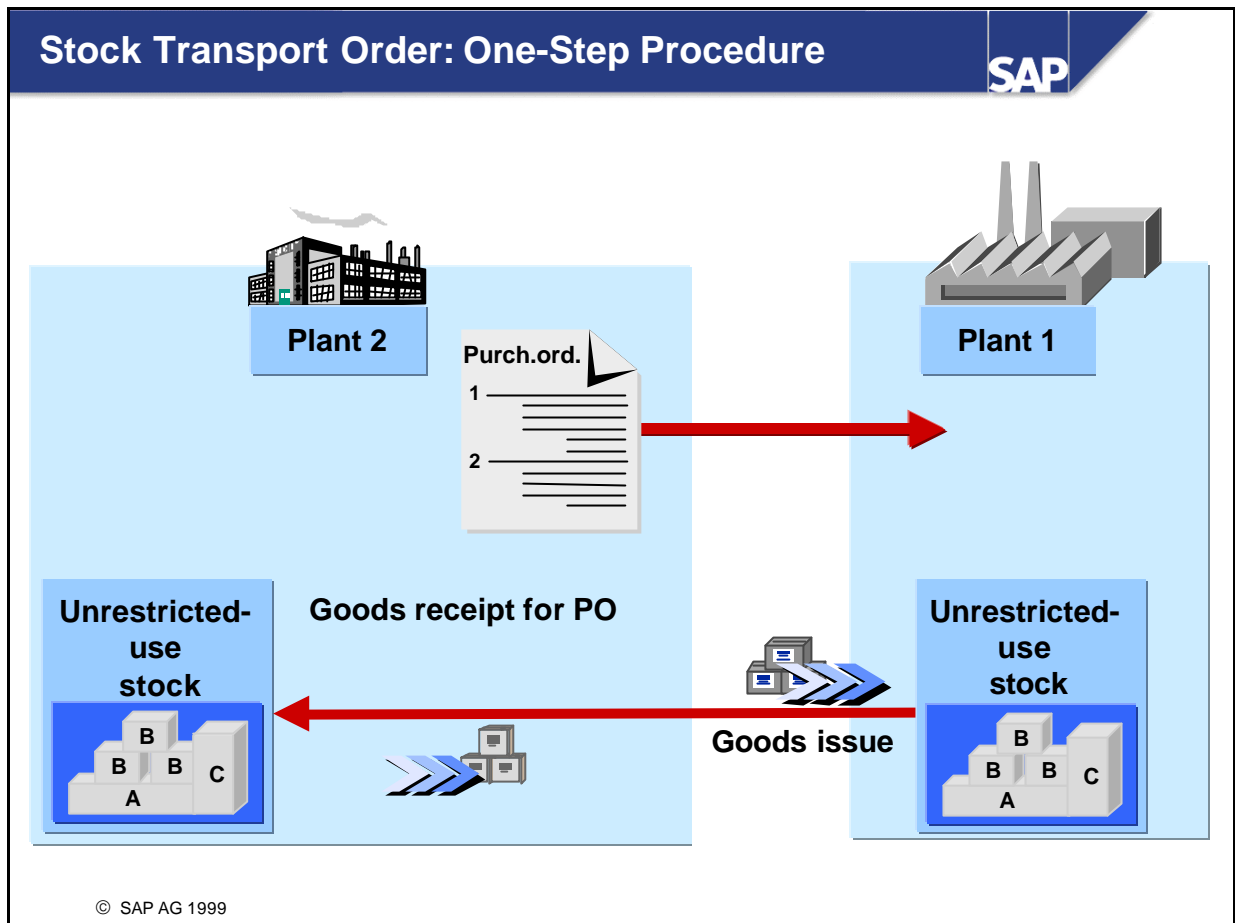 Stock Transport Order: One-Step Procedure
SAP
Plant 2
Plant 1
Purch.ord.
1
2
Unrestricted-
use
stock
B
B B
C
A
Goods receipt for PO
Goods issue
Unrestricted-
use
stock
B
B B
C
A
© SAP AG 1999